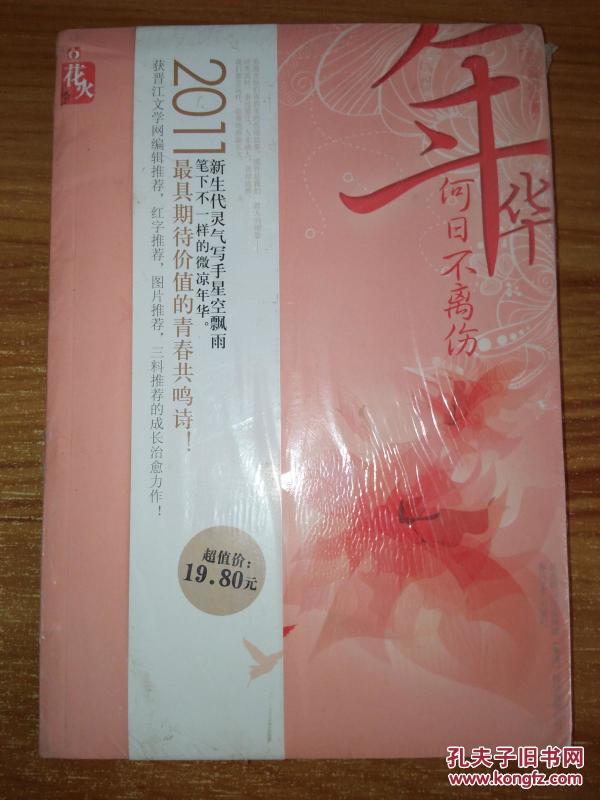 花火
年华
何日不离伤
新生代灵气写手星空飘雨
笔下不一样的微凉年华。
2011最具期待价值的青春共鸣诗！
获晋江文学网编辑推荐，红字推荐，图片推荐，三料推荐的成长治愈力作！
超值价：
19.80元
孔夫子旧书网
www.kongfz.com